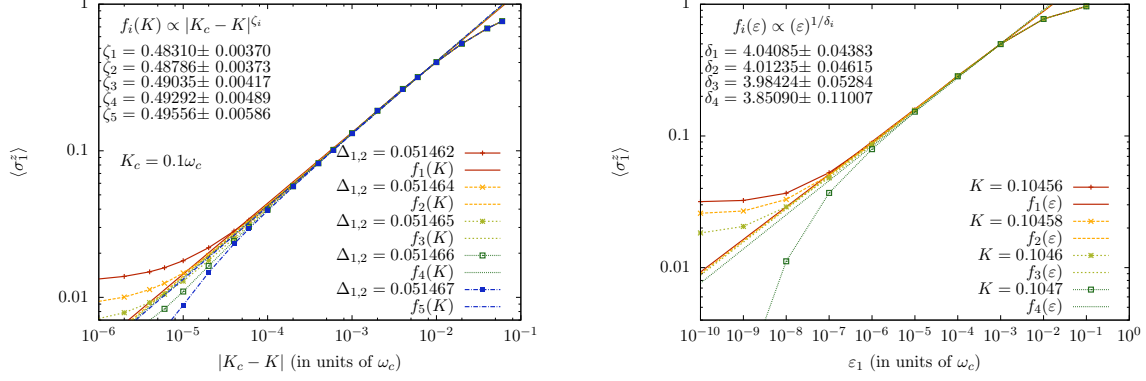 f_i(K) ∝ |K_c − K|^{ζ_i}
ζ_1 = 0.48310± 0.00370
ζ_2 = 0.48786± 0.00373
ζ_3 = 0.49035± 0.00417
ζ_4 = 0.49292± 0.00489
ζ_5 = 0.49556± 0.00586
K_c = 0.1ω_c
Δ_{1,2} = 0.051462
f_1(K)
Δ_{1,2} = 0.051464
f_2(K)
Δ_{1,2} = 0.051465
f_3(K)
Δ_{1,2} = 0.051466
f_4(K)
Δ_{1,2} = 0.051467
f_5(K)
1
0.1
0.01
⟨σ_1^z⟩
10^{−6} 10^{−5} 10^{−4} 10^{−3} 10^{−2} 10^{−1}
|K_c − K| (in units of ω_c)
f_i(ε) ∝ (ε)^{1/δ_i}
δ_1 = 4.04085± 0.04383
δ_2 = 4.01235± 0.04615
δ_3 = 3.98424± 0.05284
δ_4 = 3.85090± 0.11007
K = 0.10456
f_1(ε)
K = 0.10458
f_2(ε)
K = 0.1046
f_3(ε)
K = 0.1047
f_4(ε)
1
0.1
0.01
⟨σ_1^z⟩
10^{−10} 10^{−9} 10^{−8} 10^{−7} 10^{−6} 10^{−5} 10^{−4} 10^{−3} 10^{−2} 10^{−1} 10^0
ε_1 (in units of ω_c)